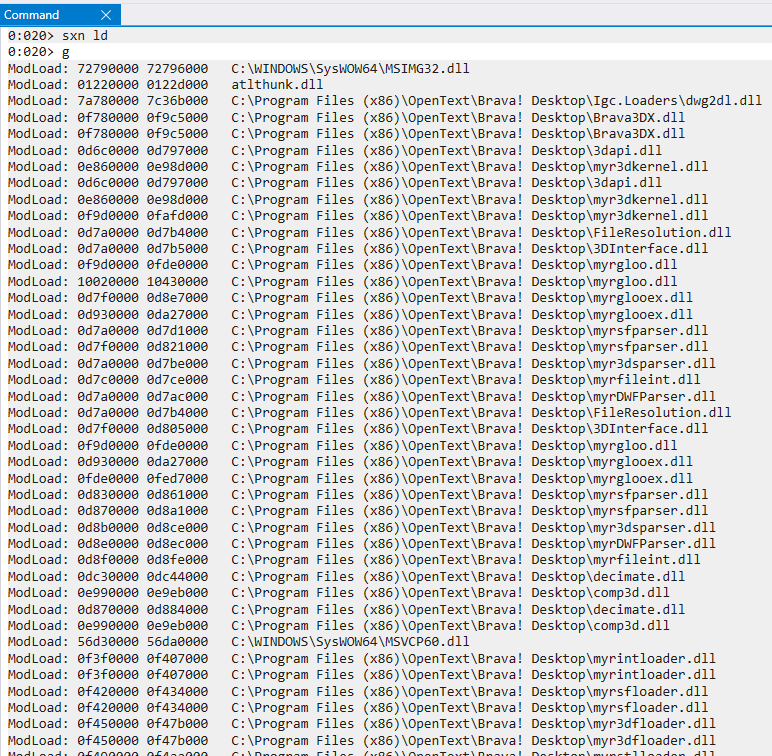 Command
0:020> sxn ld
0:020> g
ModLoad: 72790000 72796000 C:\WINDOWS\SysWOW64\MSIMG32.dll
ModLoad: 01220000 0122d000 atlthunk.dll
ModLoad: 7a780000 7c36b000 C:\Program Files (x86)\OpenText\Brava! Desktop\Igc.Loaders\dwg2dl.dll
ModLoad: 0f780000 0f9c5000 C:\Program Files (x86)\OpenText\Brava! Desktop\Brava3DX.dll
ModLoad: 0f780000 0f9c5000 C:\Program Files (x86)\OpenText\Brava! Desktop\Brava3DX.dll
ModLoad: 0d6c0000 0d797000 C:\Program Files (x86)\OpenText\Brava! Desktop\3dapi.dll
ModLoad: 0e860000 0e98d000 C:\Program Files (x86)\OpenText\Brava! Desktop\myr3dkernel.dll
ModLoad: 0d6c0000 0d797000 C:\Program Files (x86)\OpenText\Brava! Desktop\3dapi.dll
ModLoad: 0e860000 0e98d000 C:\Program Files (x86)\OpenText\Brava! Desktop\myr3dkernel.dll
ModLoad: 0f9d0000 0fafd000 C:\Program Files (x86)\OpenText\Brava! Desktop\myr3dkernel.dll
ModLoad: 0d7a0000 0d7b4000 C:\Program Files (x86)\OpenText\Brava! Desktop\FileResolution.dll
ModLoad: 0d7a0000 0d7b5000 C:\Program Files (x86)\OpenText\Brava! Desktop\3DInterface.dll
ModLoad: 0f9d0000 0fde0000 C:\Program Files (x86)\OpenText\Brava! Desktop\myrgloo.dll
ModLoad: 10020000 10430000 C:\Program Files (x86)\OpenText\Brava! Desktop\myrgloo.dll
ModLoad: 0d7f0000 0d8e7000 C:\Program Files (x86)\OpenText\Brava! Desktop\myrglooex.dll
ModLoad: 0d930000 0da27000 C:\Program Files (x86)\OpenText\Brava! Desktop\myrglooex.dll
ModLoad: 0d7a0000 0d7d1000 C:\Program Files (x86)\OpenText\Brava! Desktop\myrsfparser.dll
ModLoad: 0d7f0000 0d821000 C:\Program Files (x86)\OpenText\Brava! Desktop\myrsfparser.dll
ModLoad: 0d7a0000 0d7be000 C:\Program Files (x86)\OpenText\Brava! Desktop\myr3dsparser.dll
ModLoad: 0d7c0000 0d7ce000 C:\Program Files (x86)\OpenText\Brava! Desktop\myrfileint.dll
ModLoad: 0d7a0000 0d7ac000 C:\Program Files (x86)\OpenText\Brava! Desktop\myrDWFParser.dll
ModLoad: 0d7a0000 0d7b4000 C:\Program Files (x86)\OpenText\Brava! Desktop\FileResolution.dll
ModLoad: 0d7f0000 0d805000 C:\Program Files (x86)\OpenText\Brava! Desktop\3DInterface.dll
ModLoad: 0f9d0000 0fde0000 C:\Program Files (x86)\OpenText\Brava! Desktop\myrgloo.dll
ModLoad: 0d930000 0da27000 C:\Program Files (x86)\OpenText\Brava! Desktop\myrglooex.dll
ModLoad: 0fde0000 0fed7000 C:\Program Files (x86)\OpenText\Brava! Desktop\myrglooex.dll
ModLoad: 0d830000 0d861000 C:\Program Files (x86)\OpenText\Brava! Desktop\myrsfparser.dll
ModLoad: 0d870000 0d8a1000 C:\Program Files (x86)\OpenText\Brava! Desktop\myrsfparser.dll
ModLoad: 0d8b0000 0d8ce000 C:\Program Files (x86)\OpenText\Brava! Desktop\myr3dsparser.dll
ModLoad: 0d8e0000 0d8ec000 C:\Program Files (x86)\OpenText\Brava! Desktop\myrDWFParser.dll
ModLoad: 0d8f0000 0d8fe000 C:\Program Files (x86)\OpenText\Brava! Desktop\myrfileint.dll
ModLoad: 0dc30000 0dc44000 C:\Program Files (x86)\OpenText\Brava! Desktop\decimate.dll
ModLoad: 0e990000 0e9eb000 C:\Program Files (x86)\OpenText\Brava! Desktop\comp3d.dll
ModLoad: 0d870000 0d884000 C:\Program Files (x86)\OpenText\Brava! Desktop\decimate.dll
ModLoad: 0e990000 0e9eb000 C:\Program Files (x86)\OpenText\Brava! Desktop\comp3d.dll
ModLoad: 56d30000 56da0000 C:\WINDOWS\SysWOW64\MSVCP60.dll
ModLoad: 0f3f0000 0f407000 C:\Program Files (x86)\OpenText\Brava! Desktop\myrintloader.dll
ModLoad: 0f3f0000 0f407000 C:\Program Files (x86)\OpenText\Brava! Desktop\myrintloader.dll
ModLoad: 0f420000 0f434000 C:\Program Files (x86)\OpenText\Brava! Desktop\myrsfloader.dll
ModLoad: 0f420000 0f434000 C:\Program Files (x86)\OpenText\Brava! Desktop\myrsfloader.dll
ModLoad: 0f450000 0f47b000 C:\Program Files (x86)\OpenText\Brava! Desktop\myr3dfloader.dll
ModLoad: 0f450000 0f47b000 C:\Program Files (x86)\OpenText\Brava! Desktop\myr3dfloader.dll